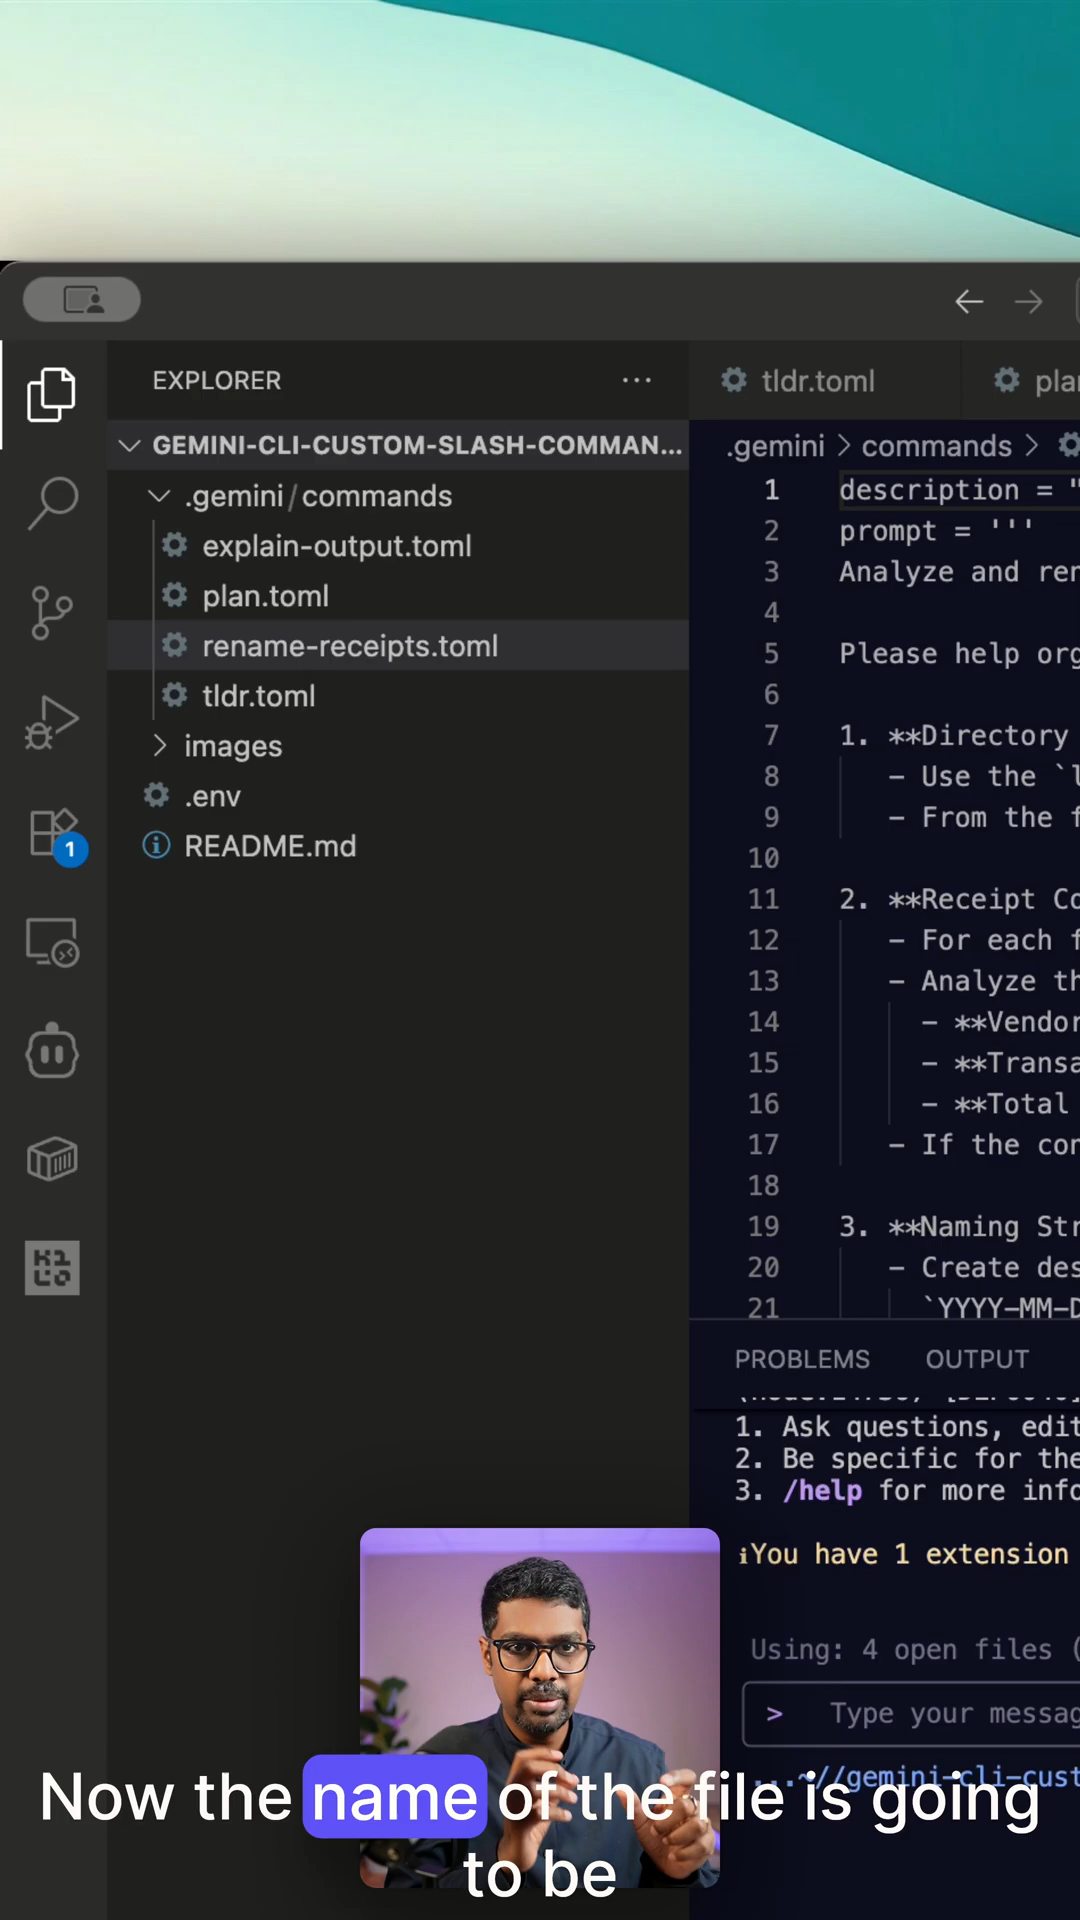 EXPLORER
tldr.toml
GEMINI-CLI-CUSTOM-SLASH-COMMAN...
.gemini / commands
explain-output.toml
plan.toml
rename-receipts.toml
tldr.toml
images
.env
README.md
1
.gemini > commands >
1 description = "
2 prompt = '''
3 Analyze and
4
5 Please help
6
7 1. **Directory
8 - Use the `
9 - From the
10
11 2. **Receipt
12 - For each
13 - Analyze
14 - **Vendor
15 - **
16 - **Total
17 - If the
18
19 3. **Naming
20 - Create
21 `YYYY-MM-D
PROBLEMS OUTPUT
1. Ask questions, edit
2. Be specific for the
3. /help for more info
iYou have 1 extension
Using: 4 open files (
> Type your messag
...~//gemini-cli-cust
Now the name of the file is going
to be